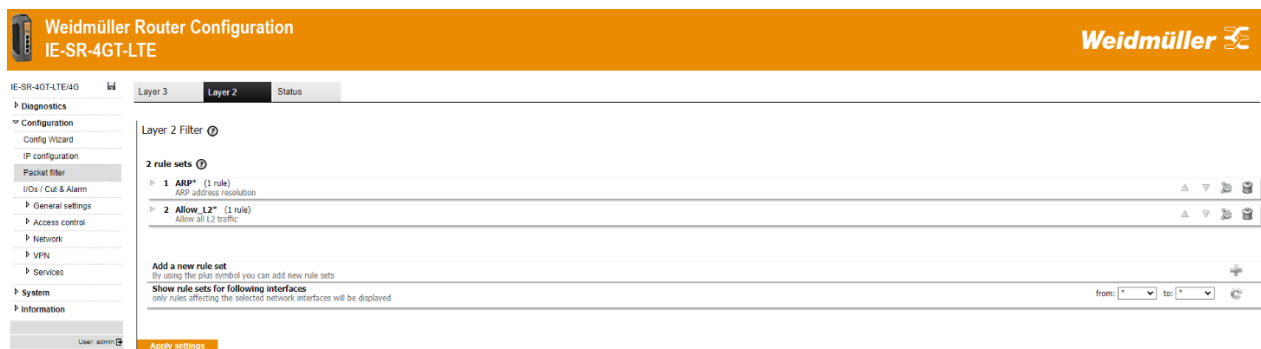 Weidmüller Router Configuration
IE-SR-4GT-LTE
Weidmüller
IE-SR-4GT-LTE/4G
Diagnostics
Configuration
Config Wizard
IP configuration
Packet filter
I/Os / Cut & Alarm
General settings
Access control
Network
VPN
Services
System
Information
User: admin
Layer 3 Layer 2 Status
Layer 2 Filter ?
2 rule sets ?
1 ARP* (1 rule)
ARP address resolution
2 Allow_L2* (1 rule)
Allow all L2 traffic
Add a new rule set
By using the plus symbol you can add new rule sets
Show rule sets for following interfaces
only rules affecting the selected network interfaces will be displayed
from: * to: *
Apply settings